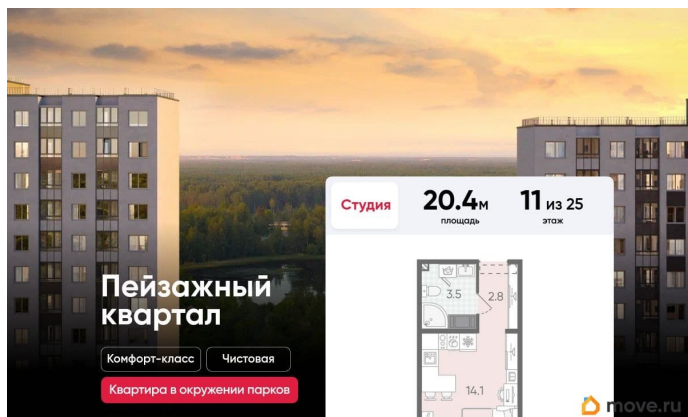 Студия
20.4м
площадь
11 из 25
этаж
Пейзажный
квартал
Комфорт-класс
Чистовая
Квартира в окружении парков
3.5
2.8
14.1
move.ru